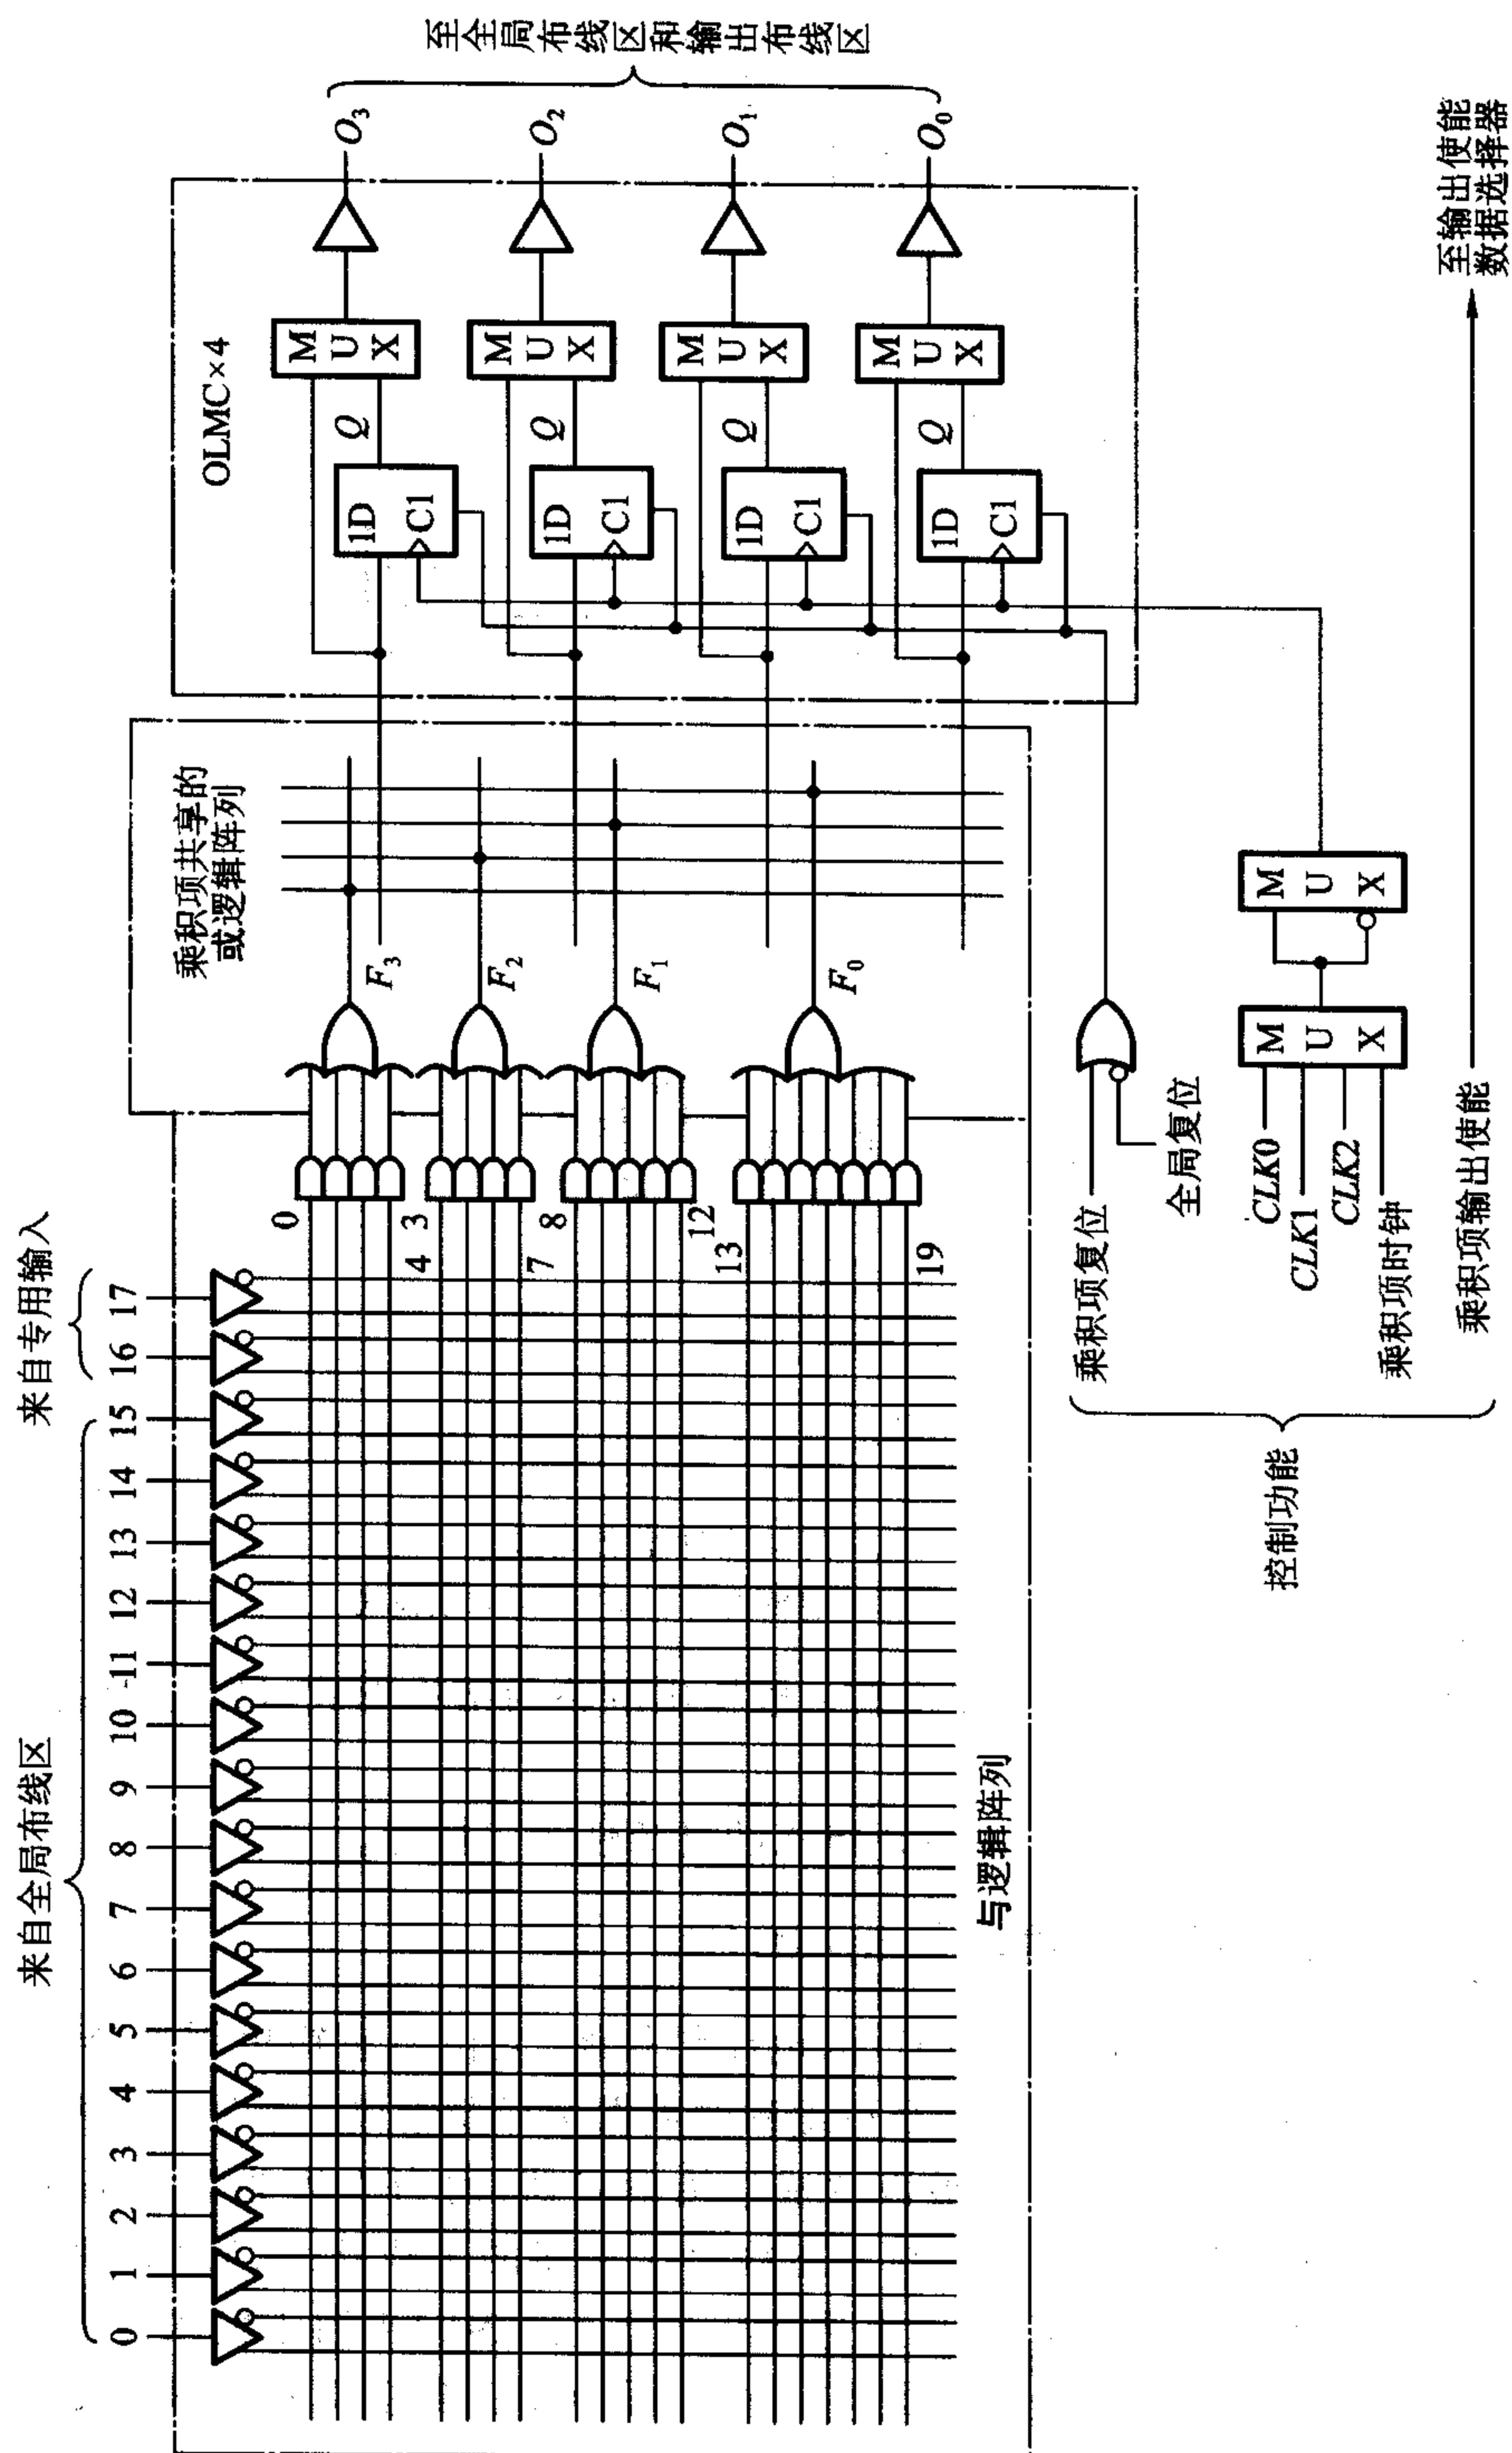 来自全局布线区
来自专用输入
0 1 2 3 4 5 6 7 8 9 10 11 12 13 14 15 16 17
与逻辑阵列
0
3
4
7
8
12
13
19
乘积项共享的
或逻辑阵列
F3
F2
F1
F0
OLMC×4
1D
C1
Q
MUX
O3
1D
C1
Q
MUX
O2
1D
C1
Q
MUX
O1
1D
C1
Q
MUX
O0
至全局布线区和输出布线区
控制功能
乘积项复位
全局复位
CLK0
CLK1
CLK2
乘积项时钟
MUX
MUX
乘积项输出使能
至输出使能
数据选择器